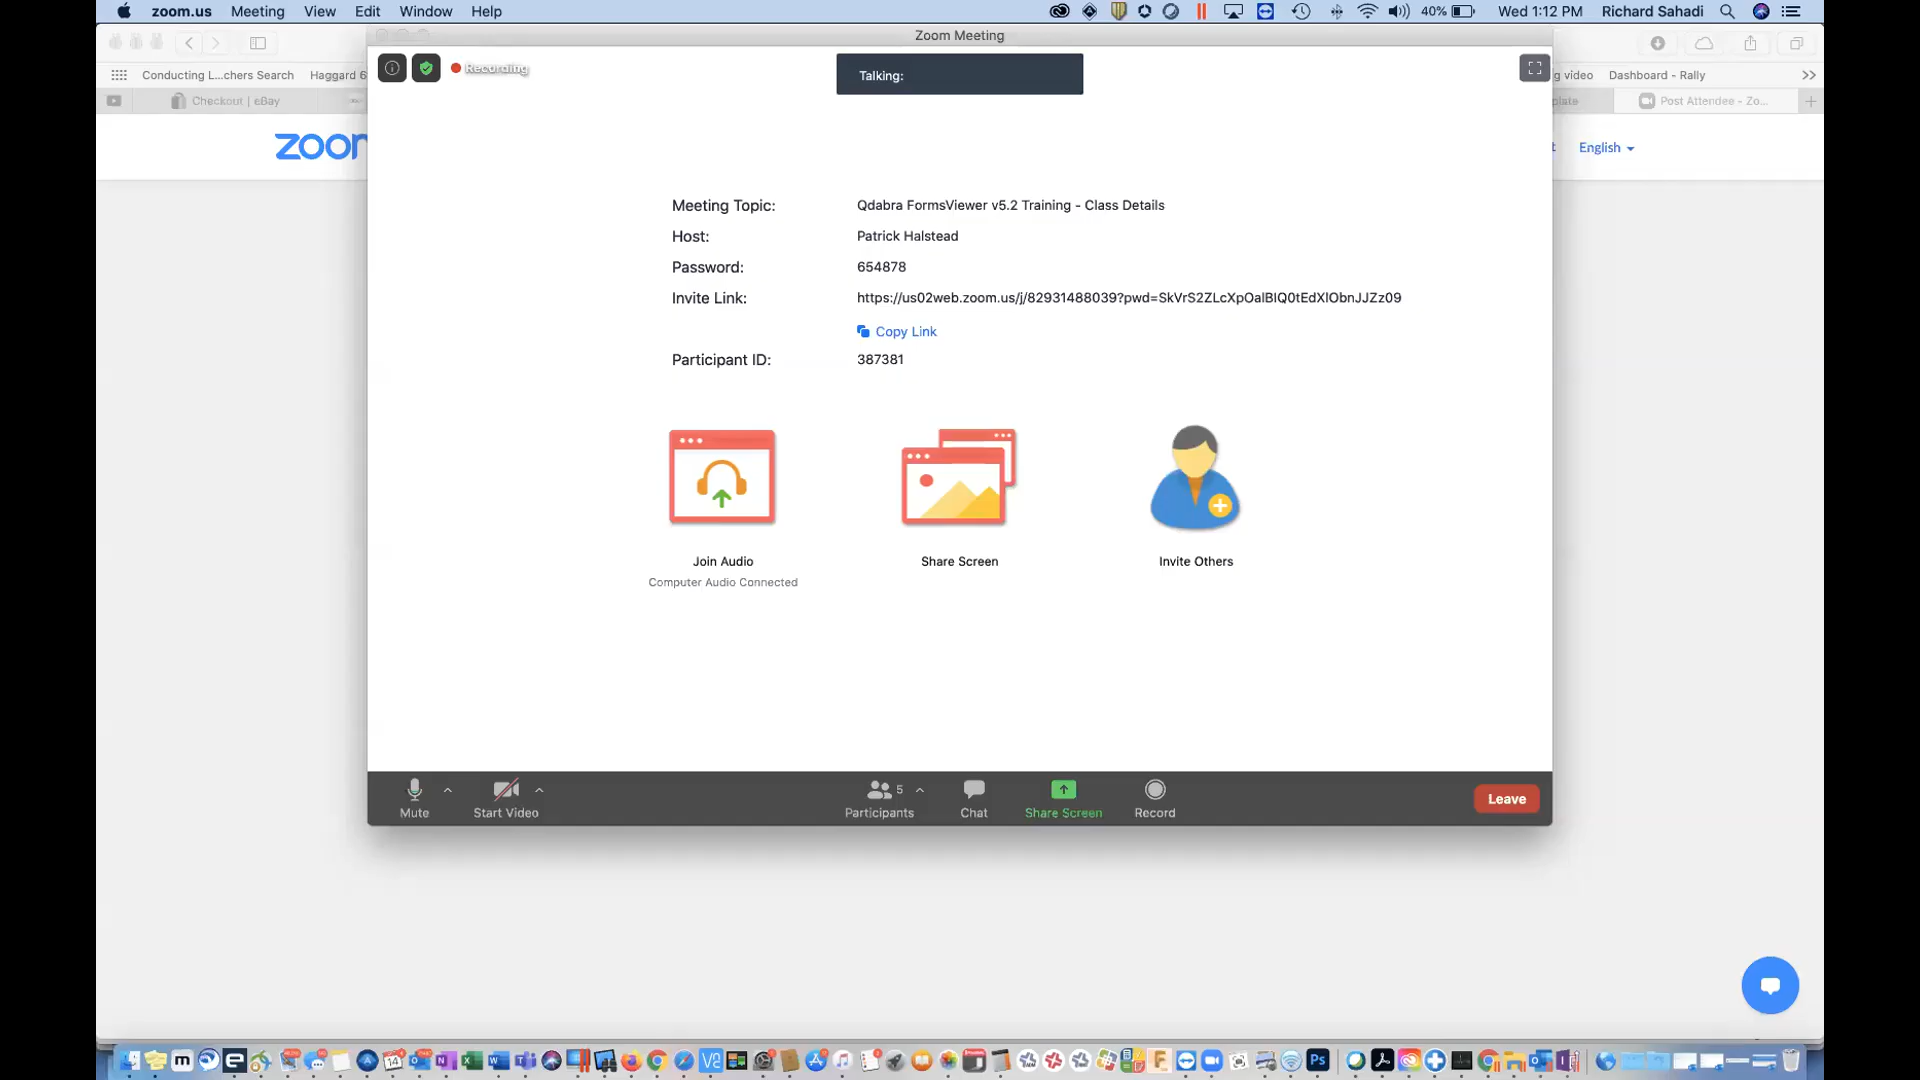 zoom.us Meeting View Edit Window Help 40% Wed 1:12 PM Richard Sahadi
Zoom Meeting
Conducting L...chers Search Haggard 6 g video Dashboard - Rally
Recording
Talking:
Checkout | eBay plate Post Attendee - Zo...
zoom
t English
Meeting Topic: Qdabra FormsViewer v5.2 Training - Class Details
Host: Patrick Halstead
Password: 654878
Invite Link: https://us02web.zoom.us/j/82931488039?pwd=SkVrS2ZLcXpOalBIQ0tEdXlObnJJZz09
Copy Link
Participant ID: 387381
Join Audio Share Screen Invite Others
Computer Audio Connected
5
Mute Start Video Participants Chat Share Screen Record Leave